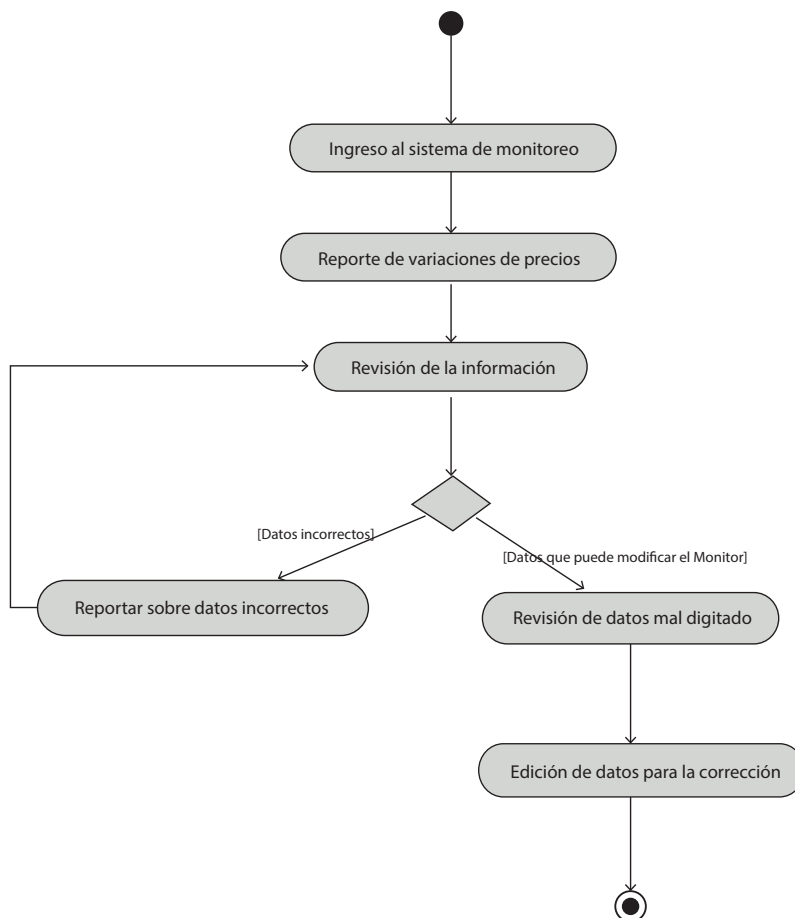 Ingreso al sistema de monitoreo
Reporte de variaciones de precios
Revisión de la información
[Datos incorrectos]
[Datos que puede modificar el Monitor]
Reportar sobre datos incorrectos
Revisión de datos mal digitado
Edición de datos para la corrección